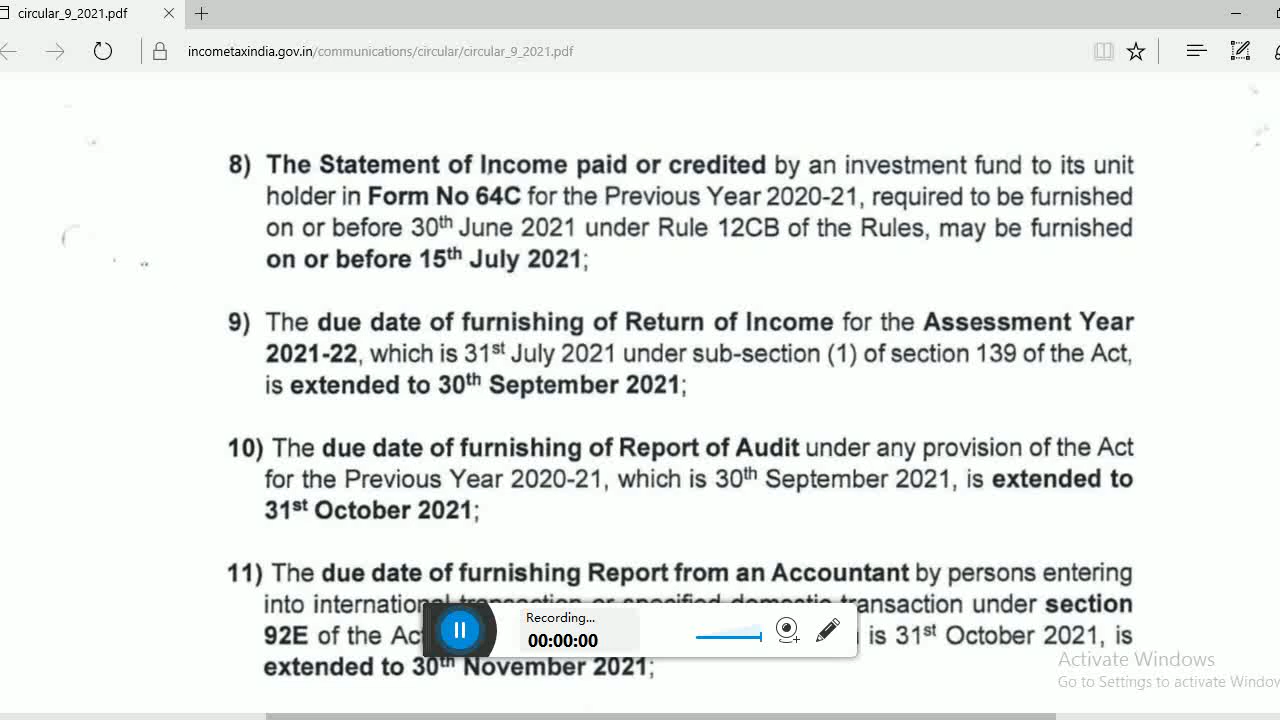 circular_9_2021.pdf
incometaxindia.gov.in/communications/circular/circular_9_2021.pdf
8) The Statement of Income paid or credited by an investment fund to its unit
holder in Form No 64C for the Previous Year 2020-21, required to be furnished
on or before 30th June 2021 under Rule 12CB of the Rules, may be furnished
on or before 15th July 2021;
9) The due date of furnishing of Return of Income for the Assessment Year
2021-22, which is 31st July 2021 under sub-section (1) of section 139 of the Act,
is extended to 30th September 2021;
10) The due date of furnishing of Report of Audit under any provision of the Act
for the Previous Year 2020-21, which is 30th September 2021, is extended to
31st October 2021;
11) The due date of furnishing Report from an Accountant by persons entering
into international transaction or specified domestic transaction under section
92E of the Act is 31st October 2021, is
extended to 30th November 2021;
Recording...
00:00:00
Activate Windows
Go to Settings to activate Window